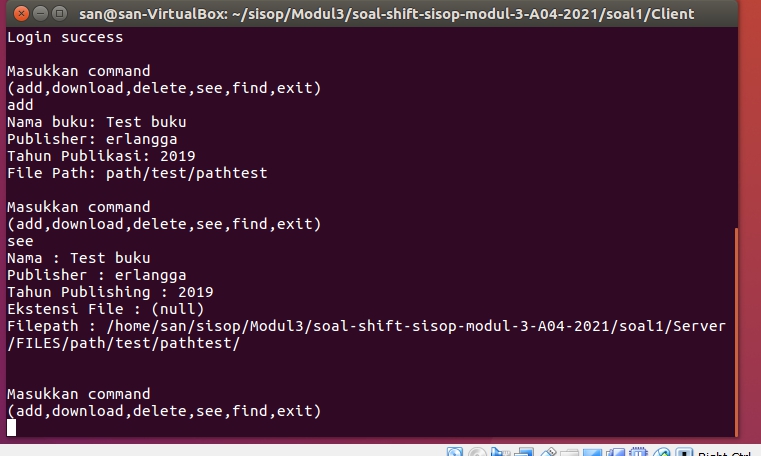 san@san-VirtualBox: ~/sisop/Modul3/soal-shift-sisop-modul-3-A04-2021/soal1/Client
Login success
Masukkan command
(add,download,delete,see,find,exit)
add
Nama buku: Test buku
Publisher: erlangga
Tahun Publikasi: 2019
File Path: path/test/pathtest
Masukkan command
(add,download,delete,see,find,exit)
see
Nama : Test buku
Publisher : erlangga
Tahun Publishing : 2019
Ekstensi File : (null)
Filepath : /home/san/sisop/Modul3/soal-shift-sisop-modul-3-A04-2021/soal1/Server
/FILES/path/test/pathtest/
Masukkan command
(add,download,delete,see,find,exit)
Right Ctrl